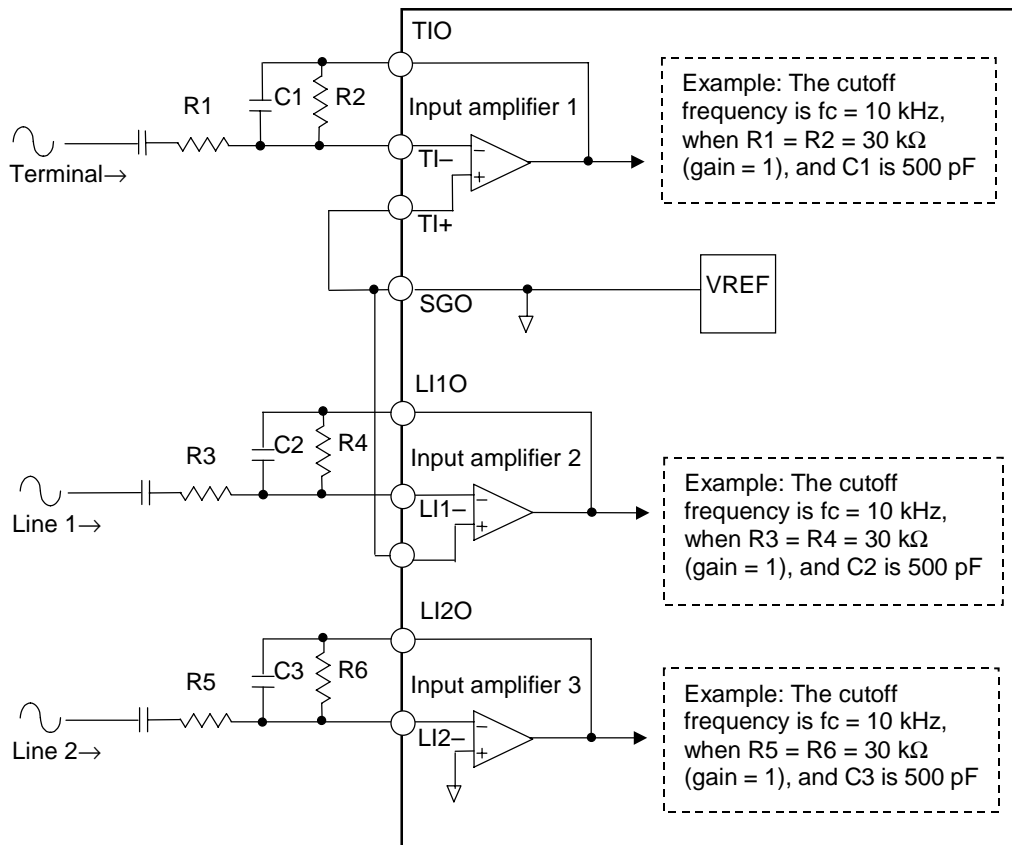 TIO
R1
C1
R2
Input amplifier 1
TI–
−
+
TI+
Terminal→
Example: The cutoff
frequency is fc = 10 kHz,
when R1 = R2 = 30 kΩ
(gain = 1), and C1 is 500 pF
SGO
VREF
LI1O
R3
C2
R4
Input amplifier 2
LI1–
−
+
Line 1→
Example: The cutoff
frequency is fc = 10 kHz,
when R3 = R4 = 30 kΩ
(gain = 1), and C2 is 500 pF
LI2O
R5
C3
R6
Input amplifier 3
LI2–
−
+
Line 2→
Example: The cutoff
frequency is fc = 10 kHz,
when R5 = R6 = 30 kΩ
(gain = 1), and C3 is 500 pF